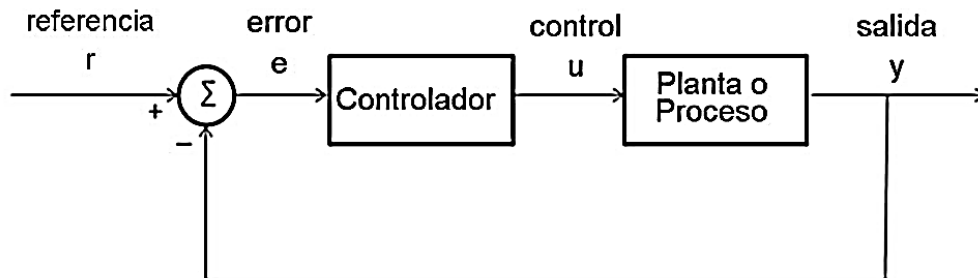 referencia
r
error
e
control
u
salida
y
+
Σ
−
Controlador
Planta o
Proceso